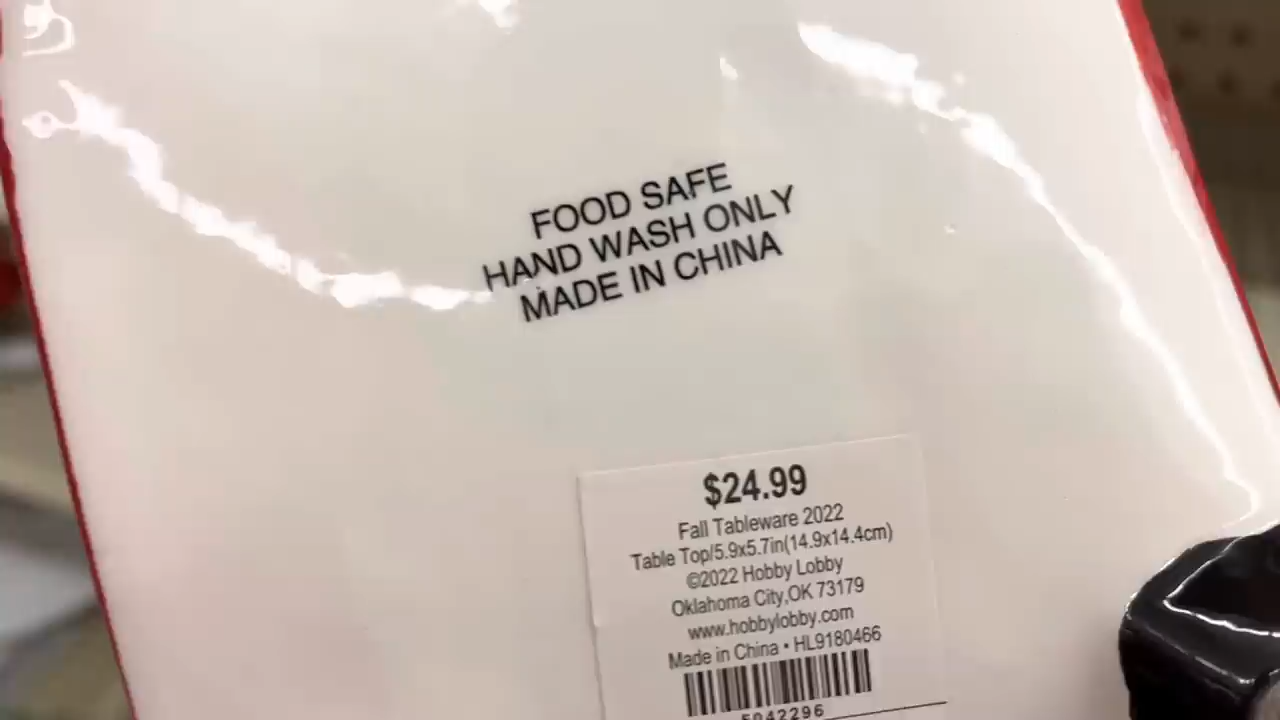 FOOD SAFE
HAND WASH ONLY
MADE IN CHINA
$24.99
Fall Tableware 2022
Table Top/5.9x5.7in(14.9x14.4cm)
©2022 Hobby Lobby
Oklahoma City,OK 73179
www.hobbylobby.com
Made in China • HL9180466
5042296